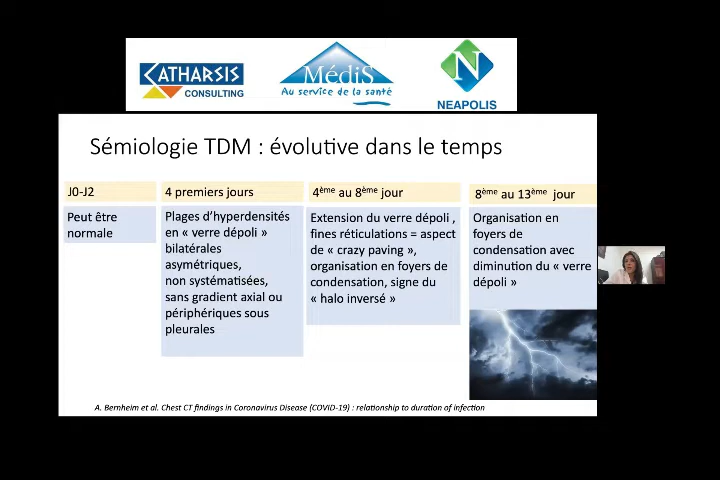 CATHARSIS
CONSULTING
MédiS
Au service de la santé
N
NEAPOLIS
Sémiologie TDM : évolutive dans le temps
J0-J2
Peut être
normale
4 premiers jours
Plages d’hyperdensités
en « verre dépoli »
bilatérales
asymétriques,
non systématisées,
sans gradient axial ou
périphériques sous
pleurales
4ème au 8ème jour
Extension du verre dépoli ,
fines réticulations = aspect
de « crazy paving »,
organisation en foyers de
condensation, signe du
« halo inversé »
8ème au 13ème jour
Organisation en
foyers de
condensation avec
diminution du « verre
dépoli »
A. Bernheim et al. Chest CT findings in Coronavirus Disease (COVID-19) : relationship to duration of infection